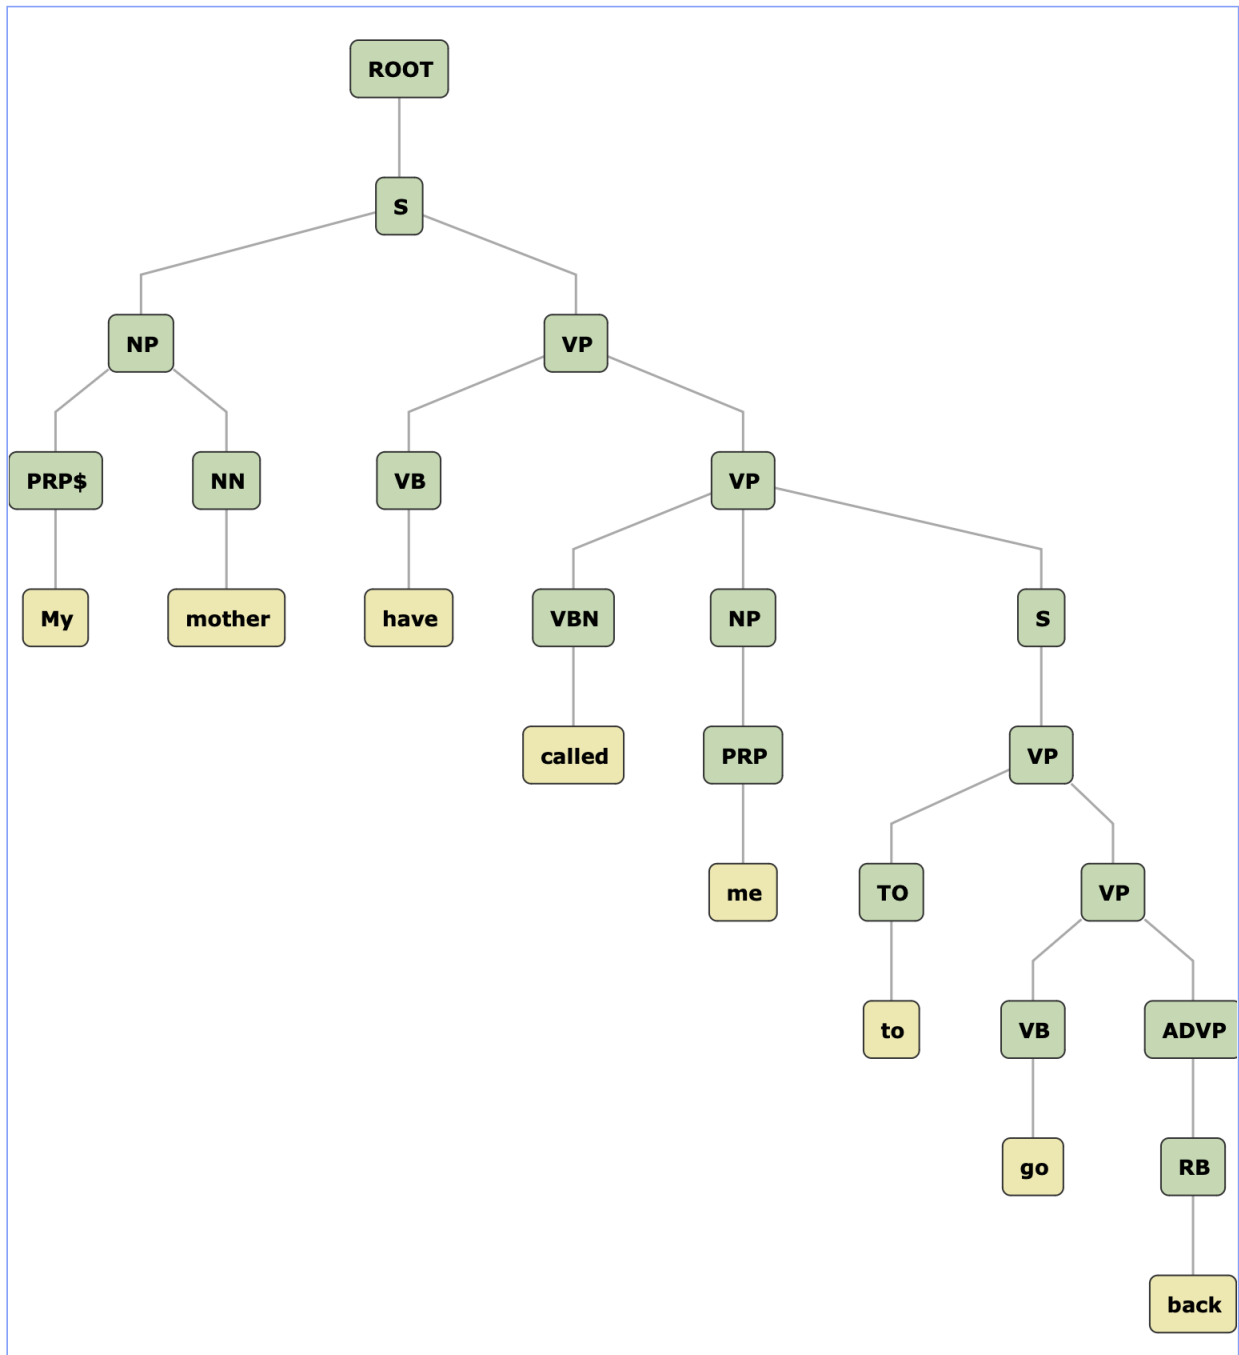 ROOT
S
NP VP
PRP$ NN VB VP
My mother have VBN NP S
called PRP VP
me TO VP
to VB ADVP
go RB
back